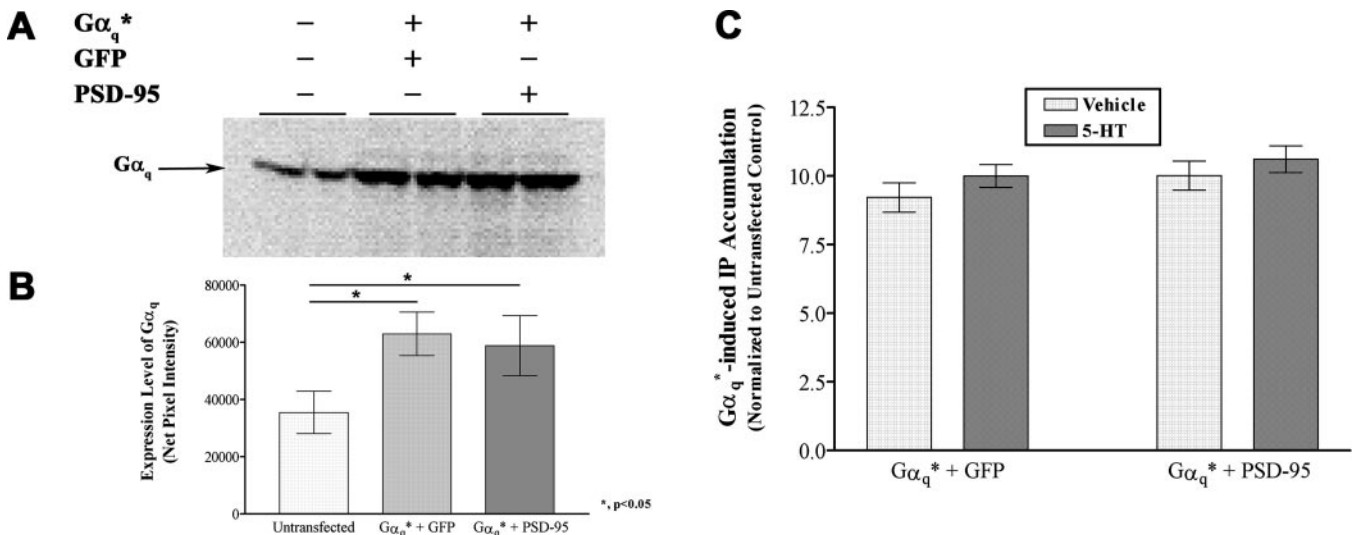 A
Gαq* – + +
GFP – + –
PSD-95 – – +
Gαq
B
Expression Level of Gαq
(Net Pixel Intensity)
80000
60000
40000
20000
0
*
*
Untransfected Gαq* + GFP Gαq* + PSD-95
*, p<0.05
C
Gαq*-induced IP Accumulation
(Normalized to Untransfected Control)
12.5
10.0
7.5
5.0
2.5
0.0
Vehicle
5-HT
Gαq* + GFP Gαq* + PSD-95